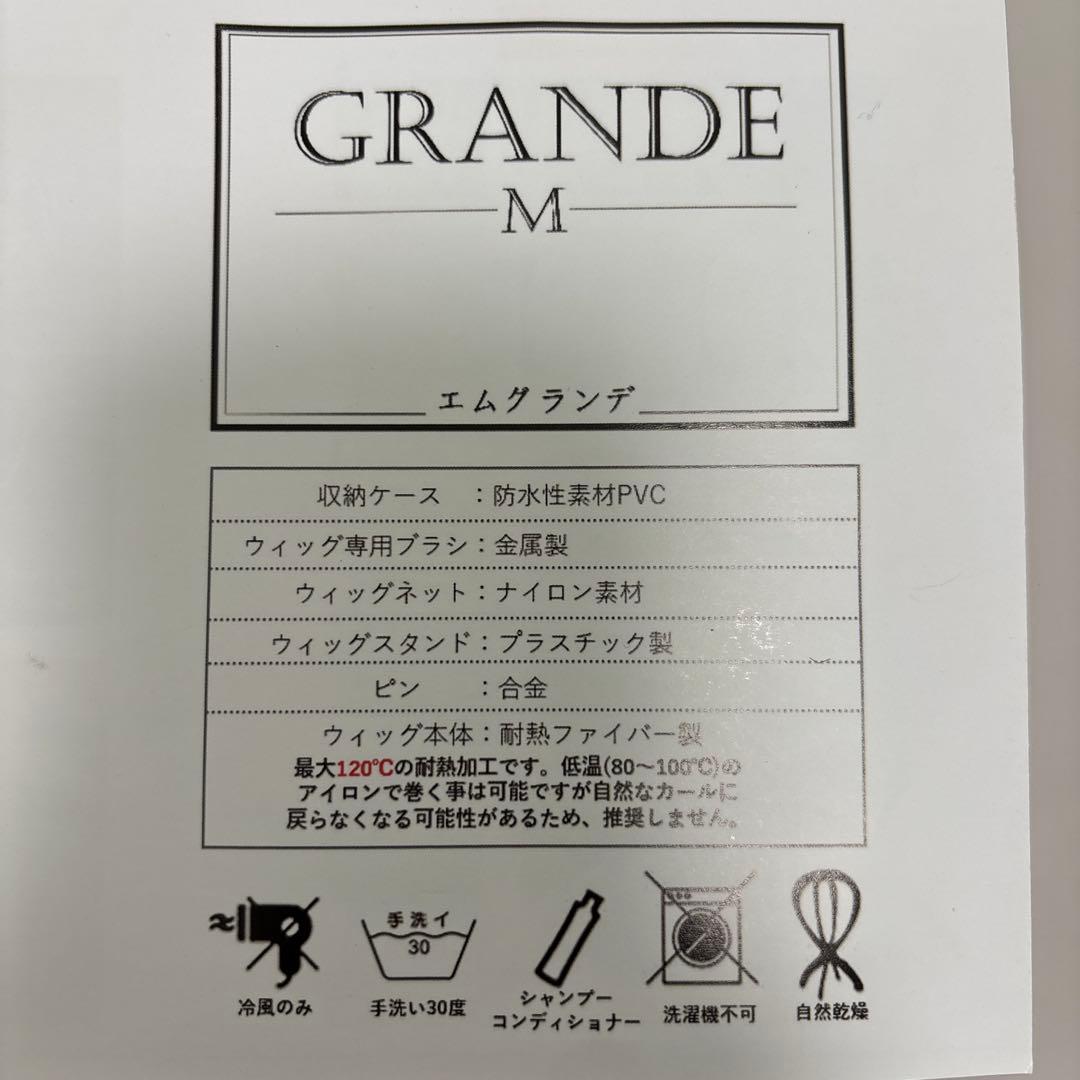 GRANDE
M
エムグランデ
収納ケース ：防水性素材PVC
ウィッグ専用ブラシ：金属製
ウィッグネット：ナイロン素材
ウィッグスタンド：プラスチック製
ピン ：合金
ウィッグ本体：耐熱ファイバー製
最大120℃の耐熱加工です。低温(80〜100℃)の
アイロンで巻く事は可能ですが自然なカールに
戻らなくなる可能性があるため、推奨しません。
手洗イ
30
冷風のみ
手洗い30度
シャンプー
コンディショナー
洗濯機不可
自然乾燥